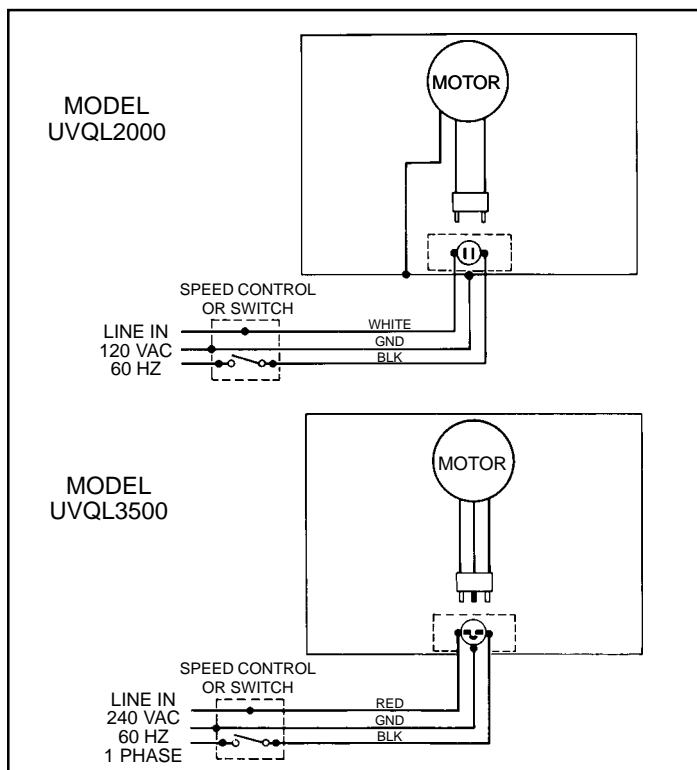 MODEL
UVQL2000
MOTOR
SPEED CONTROL
OR SWITCH
LINE IN
120 VAC
60 HZ
WHITE
GND
BLK
MODEL
UVQL3500
MOTOR
SPEED CONTROL
OR SWITCH
LINE IN
240 VAC
60 HZ
1 PHASE
RED
GND
BLK